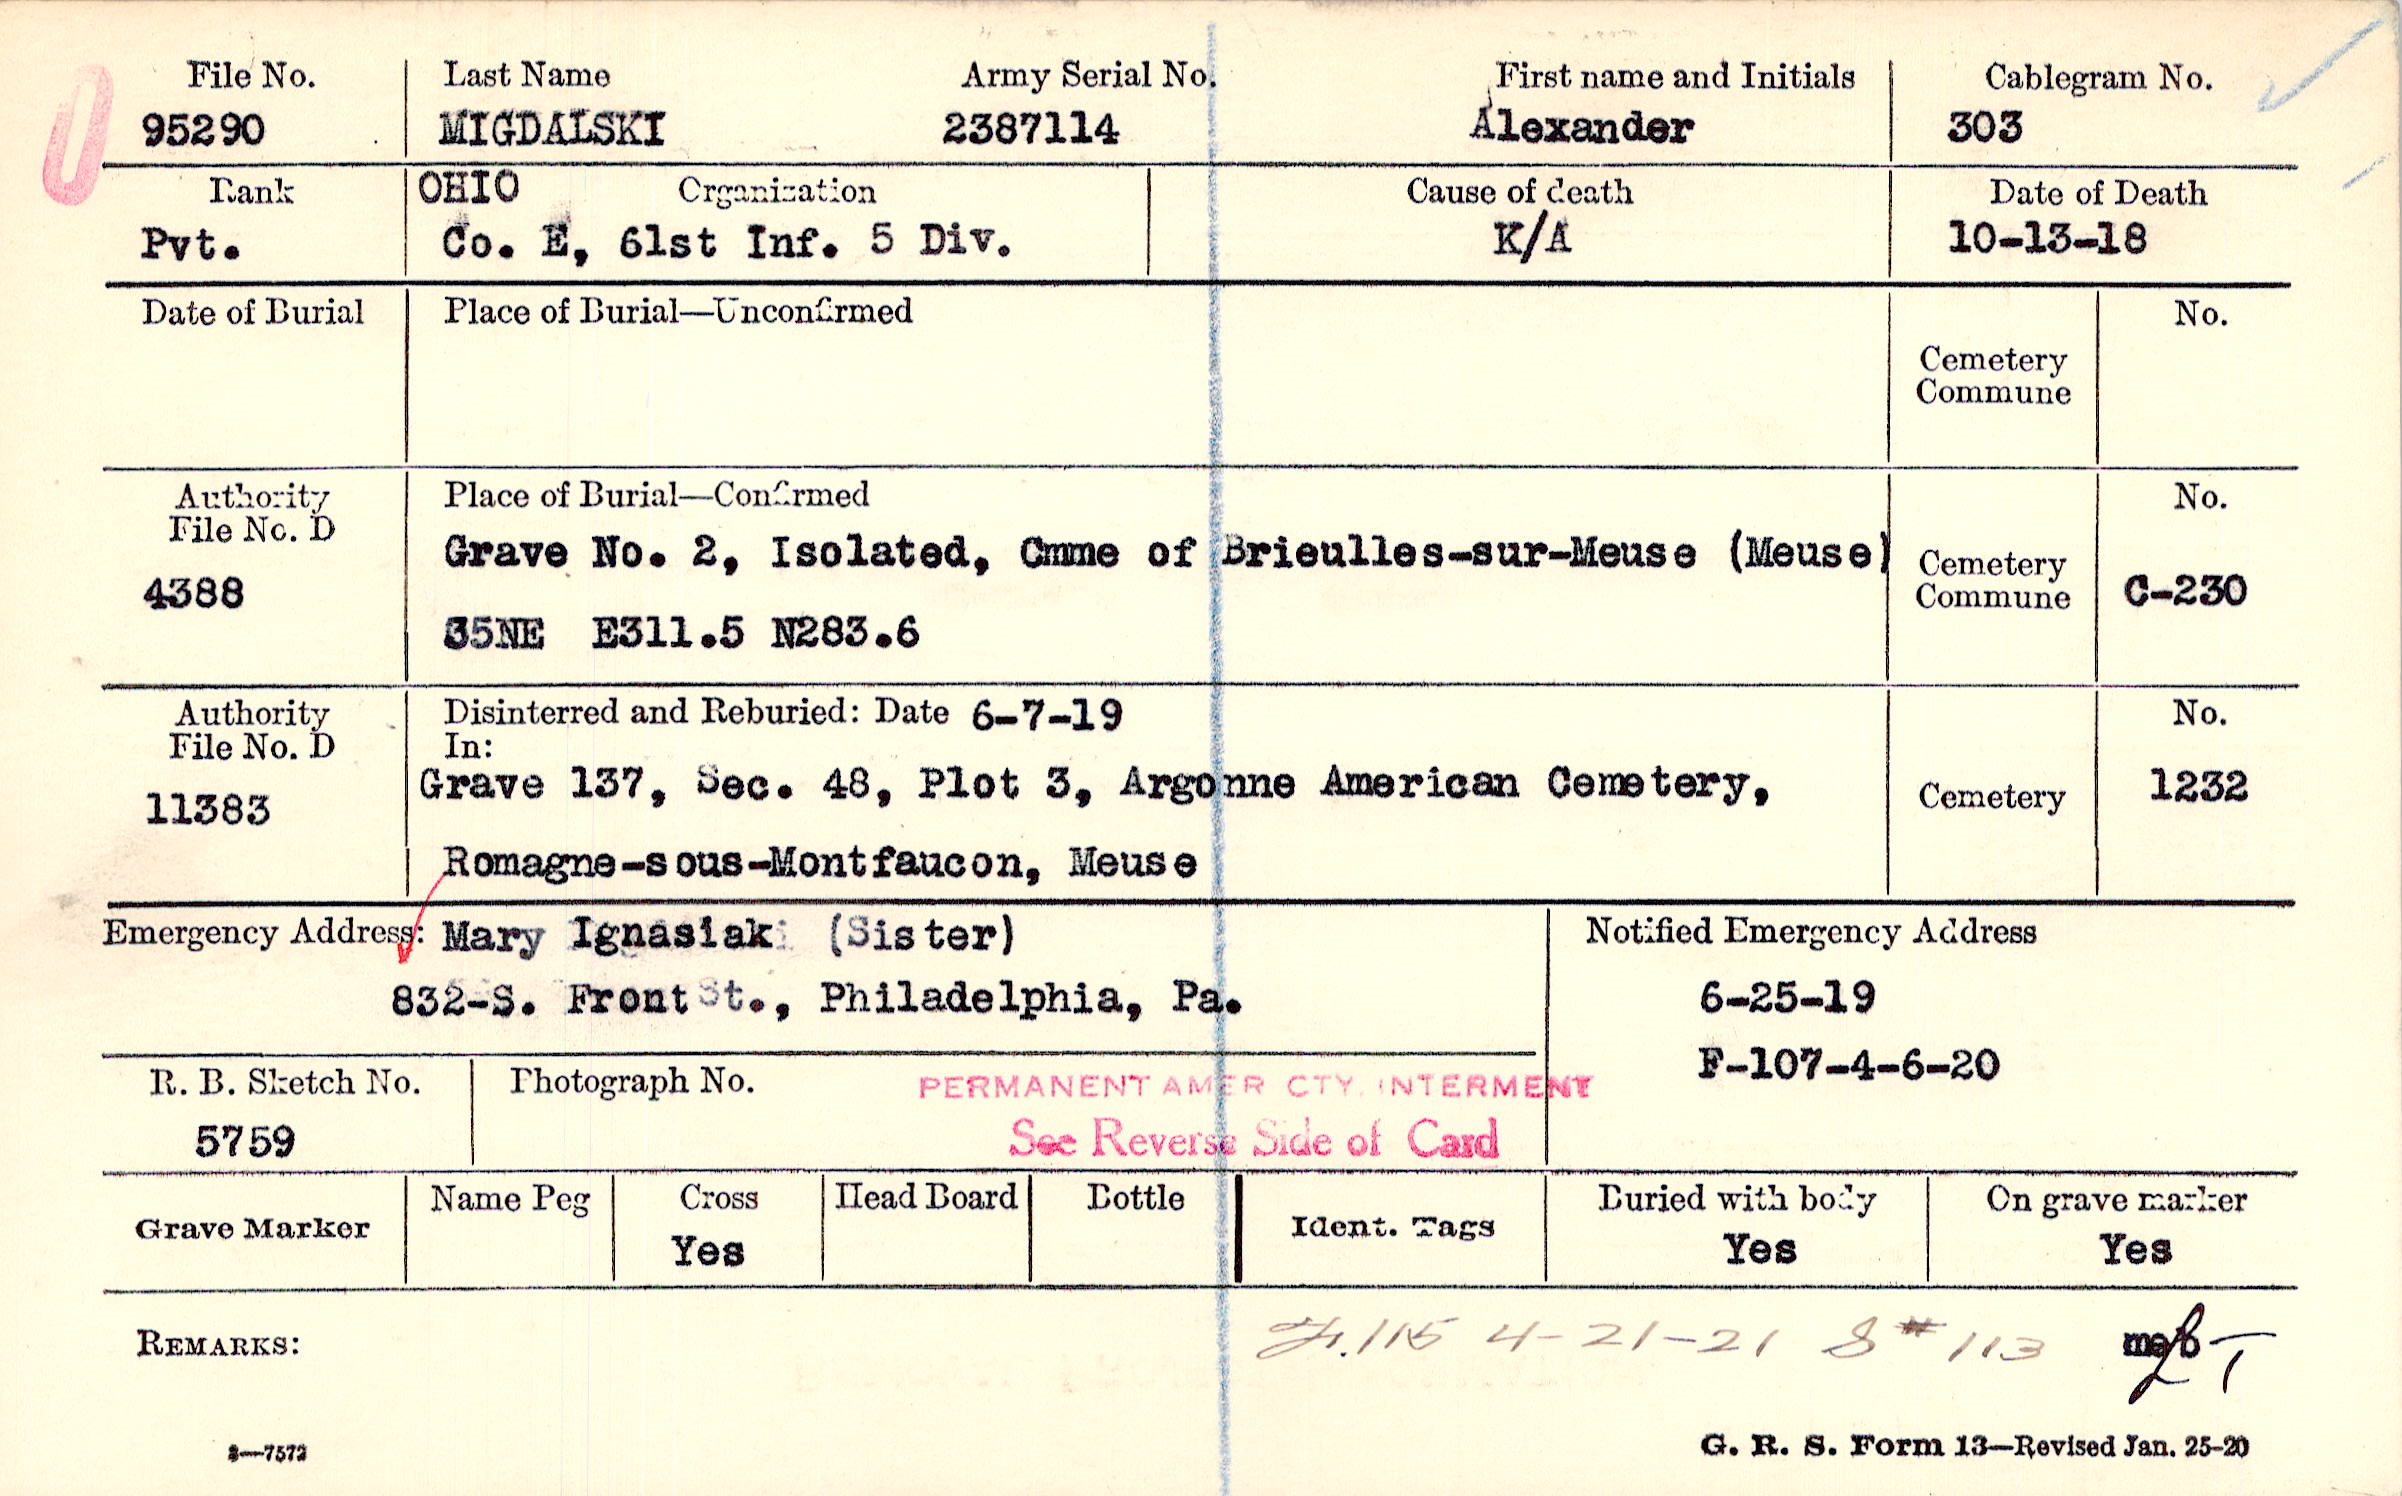 File No. Last Name Army Serial No. First name and Initials Cablegram No.
95290 MIGDALSKI 2387114 Alexander 303
Rank OHIO Organization Cause of death Date of Death
Pvt. Co. E, 61st Inf. 5 Div. K/A 10-13-18
Date of Burial Place of Burial—Unconfirmed No.
Cemetery
Commune
Authority Place of Burial—Confirmed No.
File No. D
Grave No. 2, Isolated, Cmme of Brieulles-sur-Meuse (Meuse)
4388 Cemetery
Commune C-230
35NE E311.5 N283.6
Authority Disinterred and Reburied: Date 6-7-19 No.
File No. D In:
Grave 137, Sec. 48, Plot 3, Argonne American Cemetery, 1232
11383 Cemetery
Romagne-sous-Montfaucon, Meuse
Emergency Address: Mary Ignasiak (Sister) Notified Emergency Address
832-S. Front St., Philadelphia, Pa. 6-25-19
F-107-4-6-20
R. B. Sketch No. Photograph No. PERMANENT AMER CTY. INTERMENT
5759 See Reverse Side of Card
Grave Marker Name Peg Cross Head Board Bottle Ident. Tags Buried with body On grave marker
Yes Yes Yes
REMARKS: 115 4-21-21 S # 113
3—7572 G. R. S. Form 13—Revised Jan. 25-20